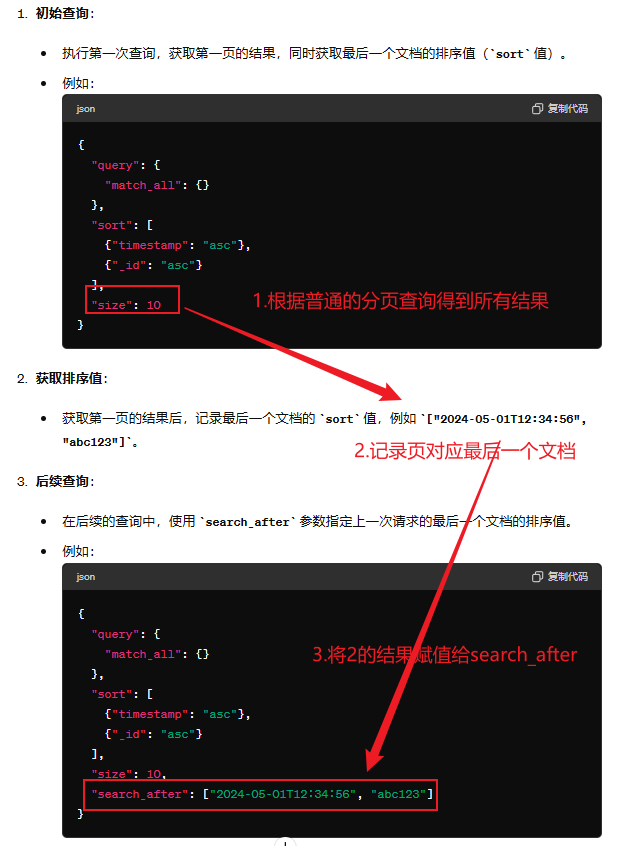 1. 初始查询：
• 执行第一次查询，获取第一页的结果，同时获取最后一个文档的排序值（`sort` 值）。
• 例如：
json 复制代码
{
"query": {
"match_all": {}
},
"sort": [
{"timestamp": "asc"},
{"_id": "asc"}
],
"size": 10
1.根据普通的分页查询得到所有结果
}
2. 获取排序值：
• 获取第一页的结果后，记录最后一个文档的 `sort` 值，例如 `["2024-05-01T12:34:56",
"abc123"]`。
2.记录页对应最后一个文档
3. 后续查询：
• 在后续的查询中，使用 `search_after` 参数指定上一次请求的最后一个文档的排序值。
• 例如：
json 复制代码
{
"query": {
"match_all": {}
3.将2的结果赋值给search_after
},
"sort": [
{"timestamp": "asc"},
{"_id": "asc"}
],
"size": 10,
"search_after": ["2024-05-01T12:34:56", "abc123"]
}